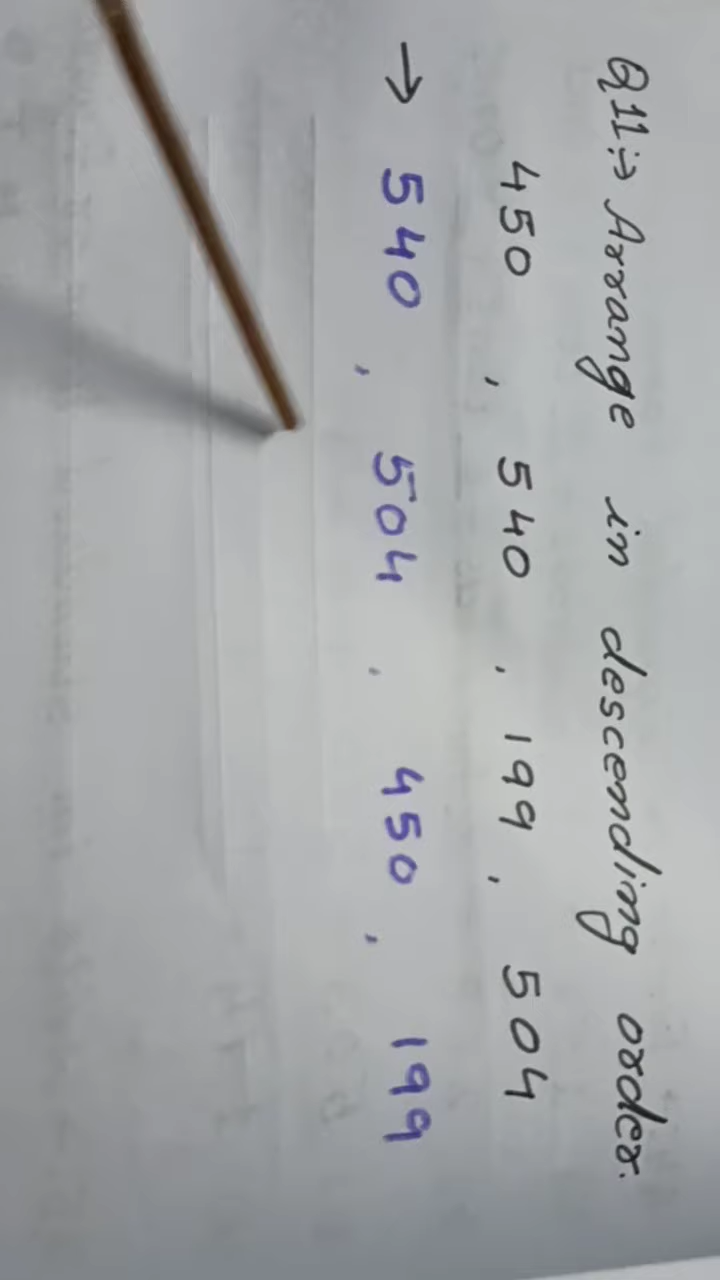 Q11:→ Arrange in descending order.
450 , 540 , 199 , 504
→ 540 , 504 , 450 , 199